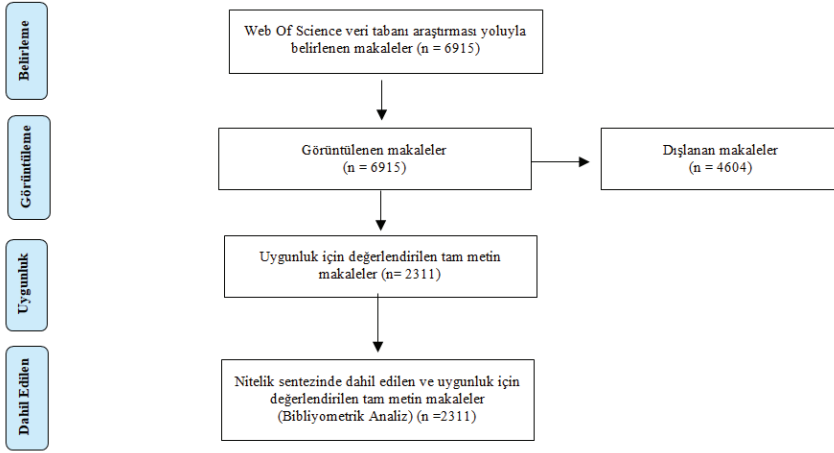 Belirleme
Web Of Science veri tabanı araştırması yoluyla
belirlenen makaleler (n = 6915)
Görüntüleme
Görüntülenen makaleler
(n = 6915)
Dışlanan makaleler
(n = 4604)
Uygunluk
Uygunluk için değerlendirilen tam metin
makaleler (n= 2311)
Dahil Edilen
Nitelik sentezinde dahil edilen ve uygunluk için
değerlendirilen tam metin makaleler
(Bibliyometrik Analiz) (n =2311)